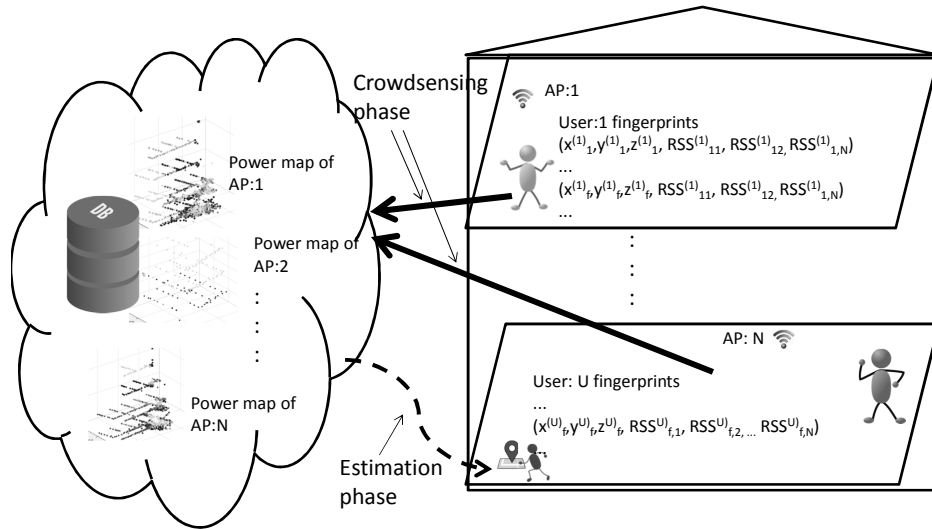 Crowdsensing
phase
DB
Power map of
AP:1
Power map of
AP:2
Power map of
AP:N
Estimation
phase
AP:1
User:1 fingerprints
(x⁽¹⁾₁,y⁽¹⁾₁,z⁽¹⁾₁, RSS⁽¹⁾₁₁, RSS⁽¹⁾₁₂, RSS⁽¹⁾₁,N)
...
(x⁽¹⁾f,y⁽¹⁾f,z⁽¹⁾f, RSS⁽¹⁾₁₁, RSS⁽¹⁾₁₂, RSS⁽¹⁾₁,N)
...
AP: N
User: U fingerprints
...
(x⁽ᵁ⁾f,y⁽ᵁ⁾f,z⁽ᵁ⁾f, RSSᵁ⁾f,1, RSSᵁ⁾f,2, ... RSSᵁ⁾f,N)